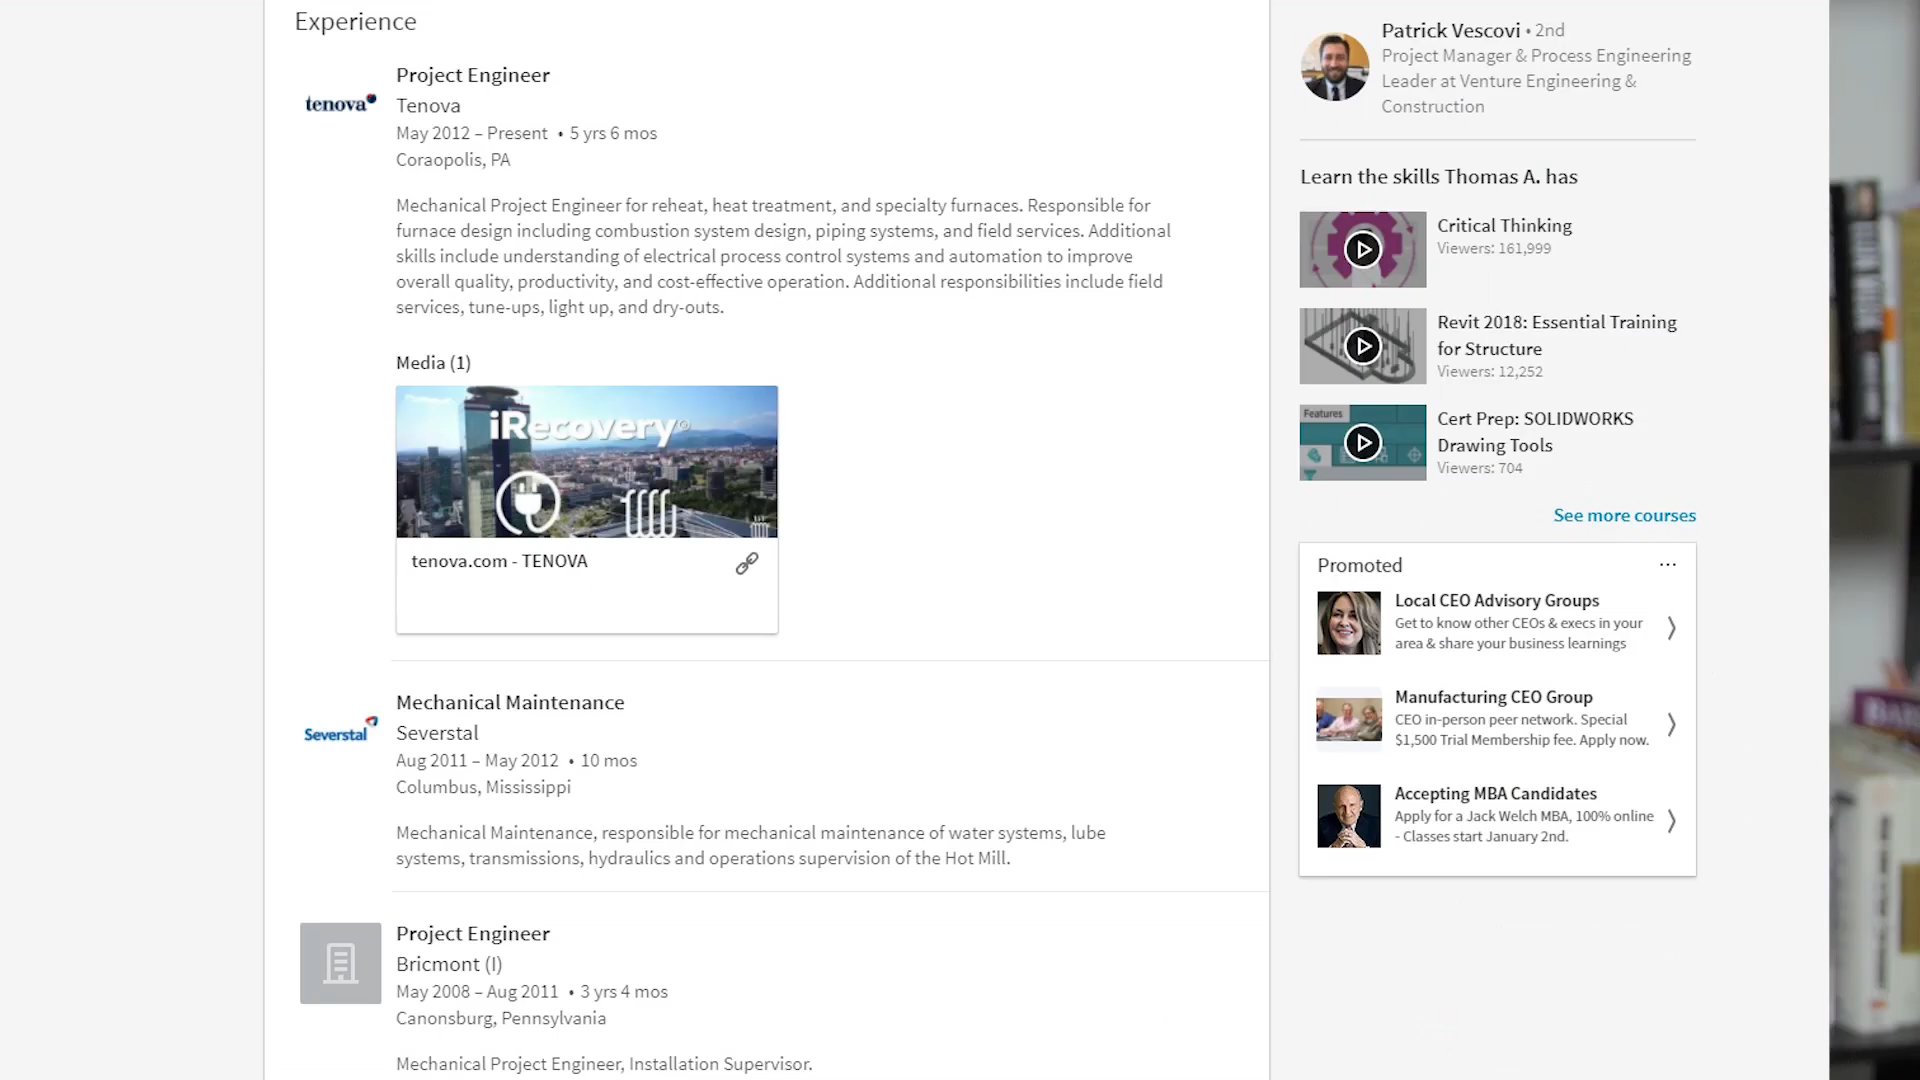 Experience
Project Engineer
tenova
Tenova
May 2012 – Present • 5 yrs 6 mos
Coraopolis, PA
Mechanical Project Engineer for reheat, heat treatment, and specialty furnaces. Responsible for
furnace design including combustion system design, piping systems, and field services. Additional
skills include understanding of electrical process control systems and automation to improve
overall quality, productivity, and cost-effective operation. Additional responsibilities include field
services, tune-ups, light up, and dry-outs.
Media (1)
iRecovery®
tenova.com - TENOVA
Mechanical Maintenance
Severstal
Severstal
Aug 2011 – May 2012 • 10 mos
Columbus, Mississippi
Mechanical Maintenance, responsible for mechanical maintenance of water systems, lube
systems, transmissions, hydraulics and operations supervision of the Hot Mill.
Project Engineer
Bricmont (I)
May 2008 – Aug 2011 • 3 yrs 4 mos
Canonsburg, Pennsylvania
Mechanical Project Engineer, Installation Supervisor.
Patrick Vescovi • 2nd
Project Manager & Process Engineering
Leader at Venture Engineering &
Construction
Learn the skills Thomas A. has
Critical Thinking
Viewers: 161,999
Revit 2018: Essential Training
for Structure
Viewers: 12,252
Features
Cert Prep: SOLIDWORKS
Drawing Tools
Viewers: 704
See more courses
Promoted
Local CEO Advisory Groups
Get to know other CEOs & execs in your
area & share your business learnings
Manufacturing CEO Group
CEO in-person peer network. Special
$1,500 Trial Membership fee. Apply now.
Accepting MBA Candidates
Apply for a Jack Welch MBA, 100% online
- Classes start January 2nd.